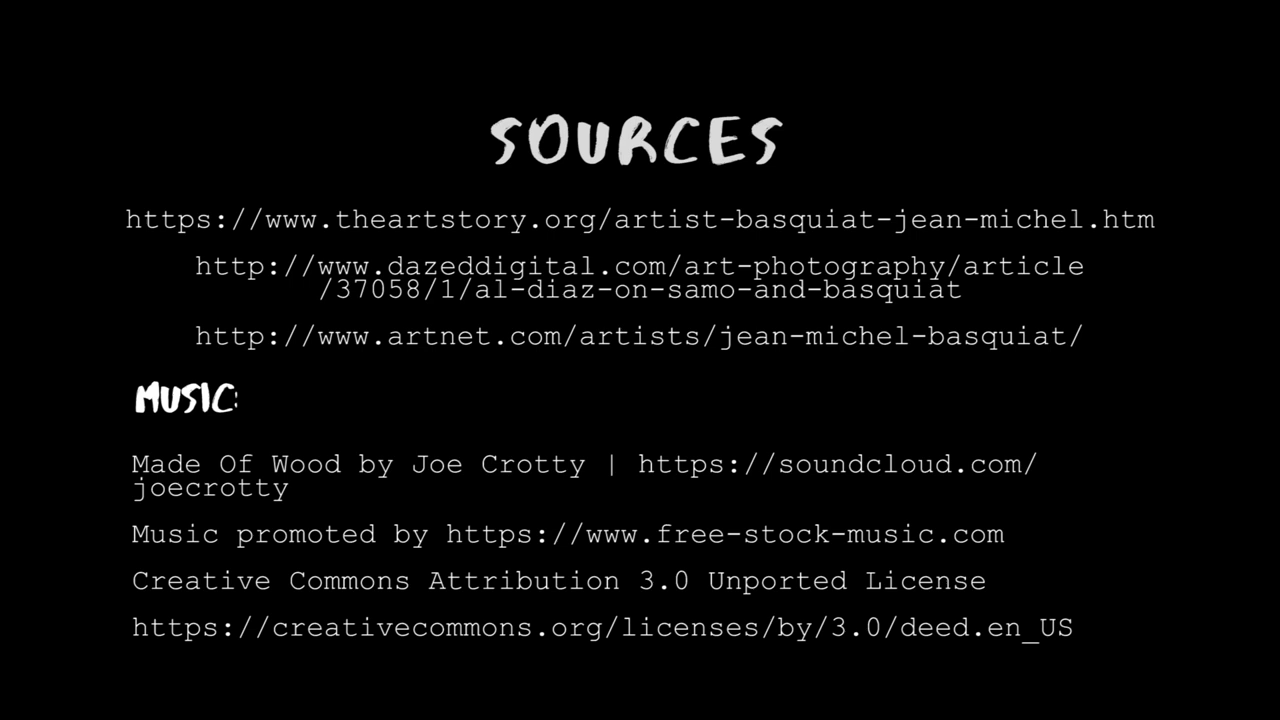 SOURCES
https://www.theartstory.org/artist-basquiat-jean-michel.htm
http://www.dazeddigital.com/art-photography/article
/37058/1/al-diaz-on-samo-and-basquiat
http://www.artnet.com/artists/jean-michel-basquiat/
MUSIC:
Made Of Wood by Joe Crotty | https://soundcloud.com/
joecrotty
Music promoted by https://www.free-stock-music.com
Creative Commons Attribution 3.0 Unported License
https://creativecommons.org/licenses/by/3.0/deed.en_US